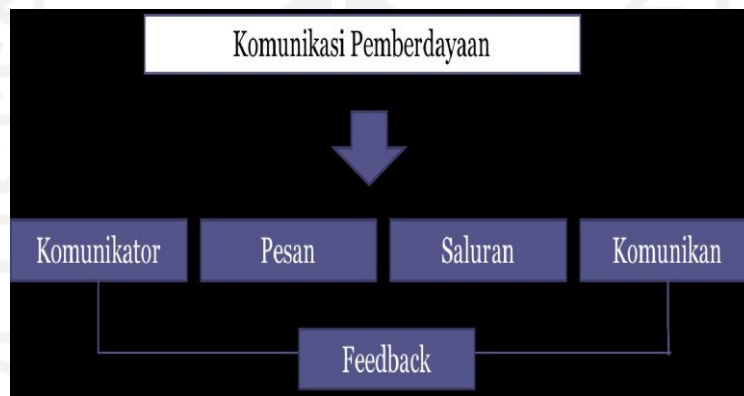 Komunikasi Pemberdayaan
Komunikator
Pesan
Saluran
Komunikan
Feedback